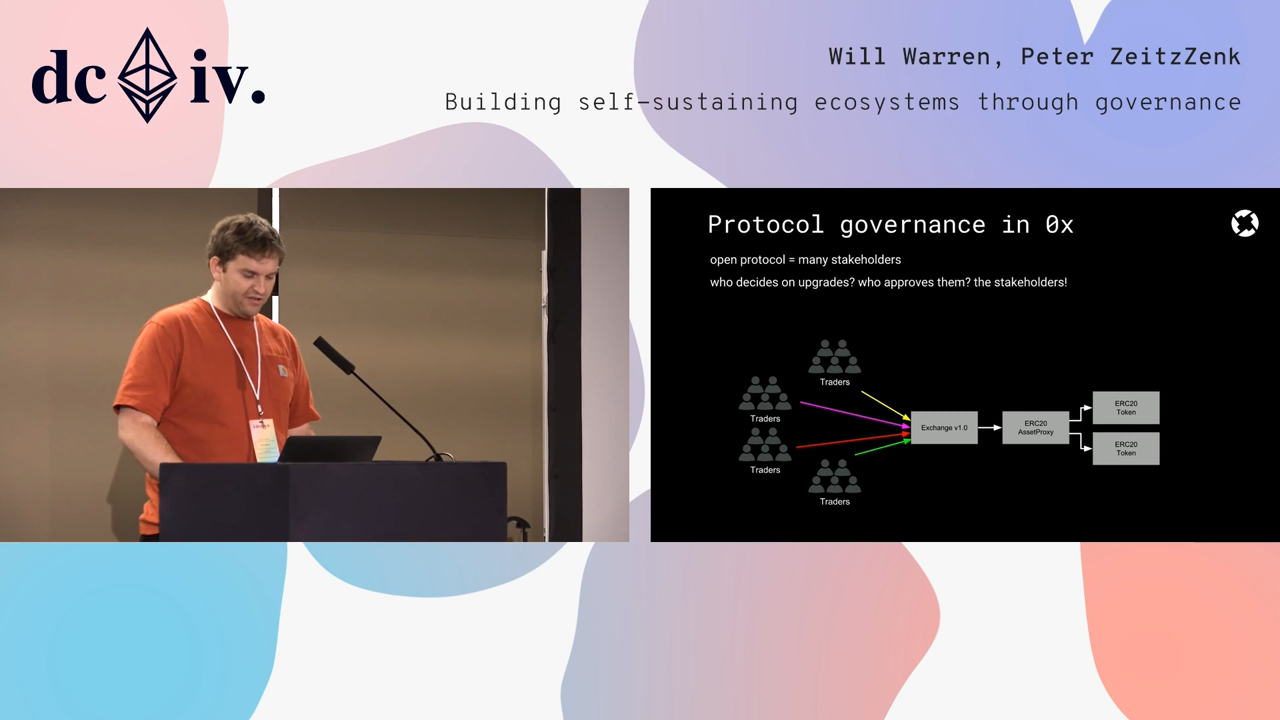 dc iv.
Will Warren, Peter ZeitzZenk
Building self-sustaining ecosystems through governance
Protocol governance in 0x
open protocol = many stakeholders
who decides on upgrades? who approves them? the stakeholders!
Traders
Traders
Traders
Traders
Exchange v1.0
ERC20
AssetProxy
ERC20
Token
ERC20
Token